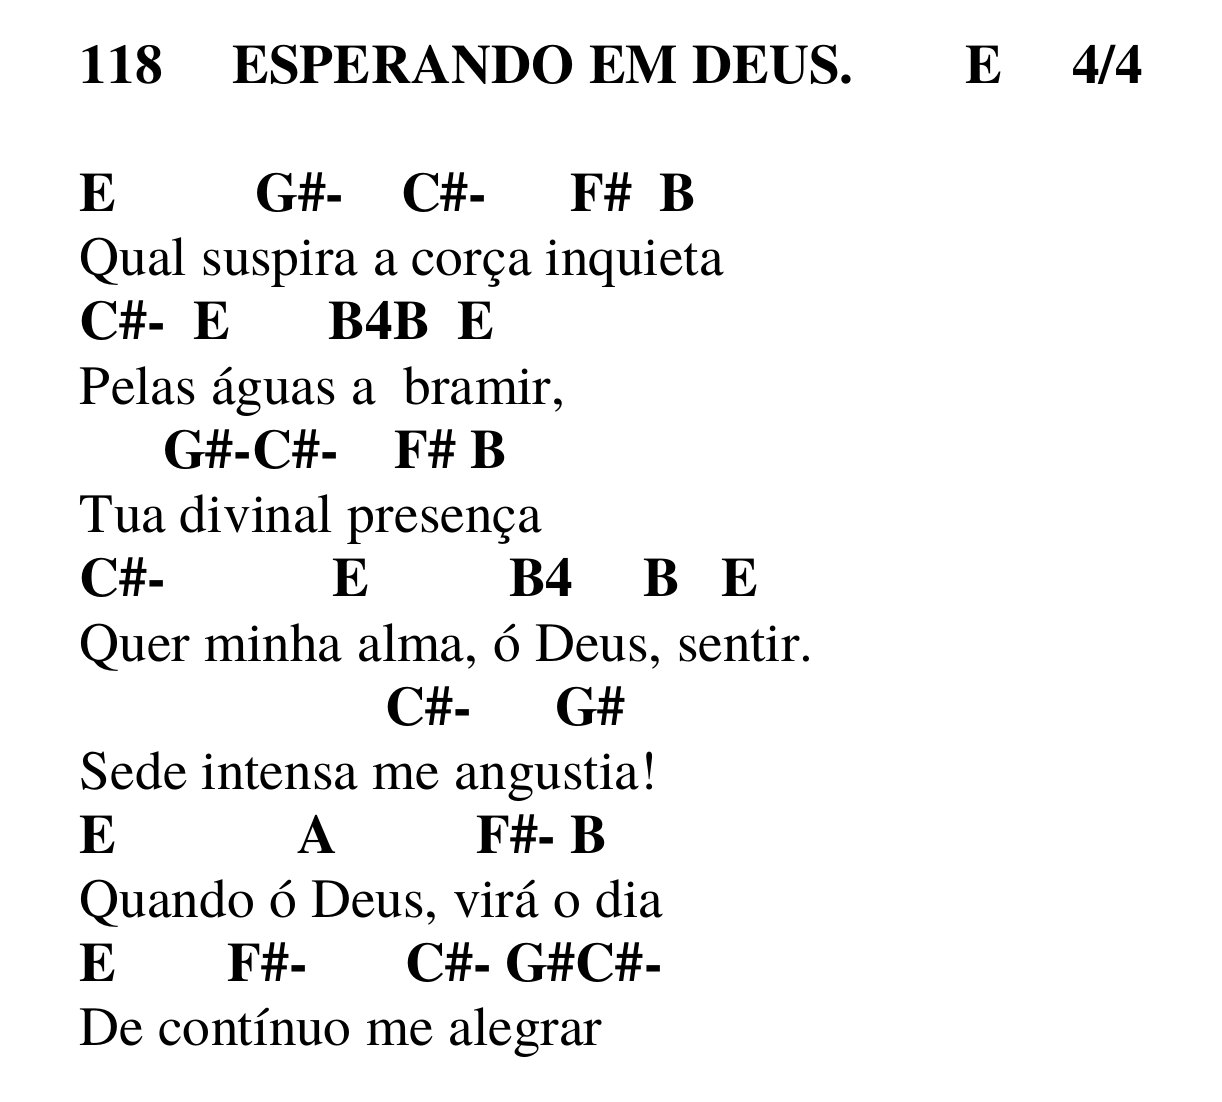 118 ESPERANDO EM DEUS. E 4/4
E G#- C#- F# B
Qual suspira a corça inquieta
C#- E B4B E
Pelas águas a bramir,
G#-C#- F# B
Tua divinal presença
C#- E B4 B E
Quer minha alma, ó Deus, sentir.
C#- G#
Sede intensa me angustia!
E A F#- B
Quando ó Deus, virá o dia
E F#- C#- G#C#-
De contínuo me alegrar